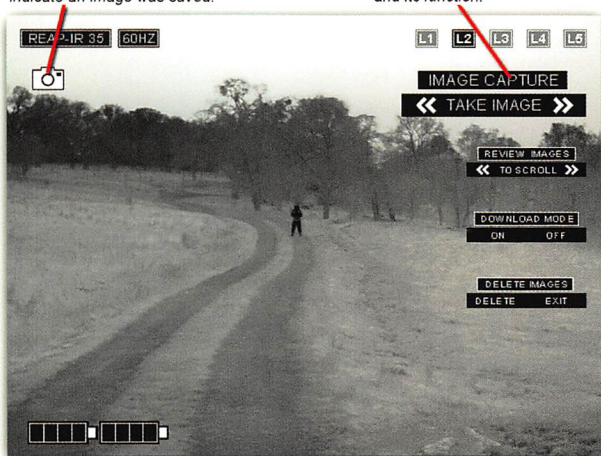 indicate an image was saved.
and its function.
REAP-IR 35 60HZ
L1 L2 L3 L4 L5
IMAGE CAPTURE
« TAKE IMAGE »
REVIEW IMAGES
« TO SCROLL »
DOWNLOAD MODE
ON OFF
DELETE IMAGES
DELETE EXIT